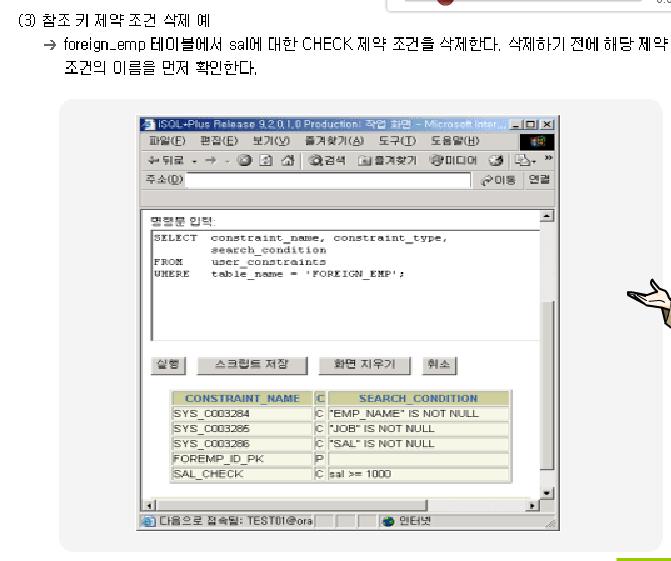 (3) 참조 키 제약 조건 삭제 예
→ foreign_emp 테이블에서 sal에 대한 CHECK 제약 조건을 삭제한다. 삭제하기 전에 해당 제약
조건의 이름을 먼저 확인한다.
iSQL*Plus Release 9.2.0.1.0 Production: 작업 화면 - Microsoft Inter...
파일(F) 편집(E) 보기(V) 즐겨찾기(A) 도구(T) 도움말(H)
뒤로 검색 즐겨찾기 미디어 »
주소(D) 이동 연결
명령문 입력:
SELECT constraint_name, constraint_type,
search_condition
FROM user_constraints
WHERE table_name = 'FOREIGN_EMP';
실행 스크립트 저장 화면 지우기 취소
CONSTRAINT_NAME C SEARCH_CONDITION
SYS_C003284 C "EMP_NAME" IS NOT NULL
SYS_C003285 C "JOB" IS NOT NULL
SYS_C003286 C "SAL" IS NOT NULL
FOREMP_ID_PK P
SAL_CHECK C sal >= 1000
다음으로 접속됨: TEST01@ora 인터넷